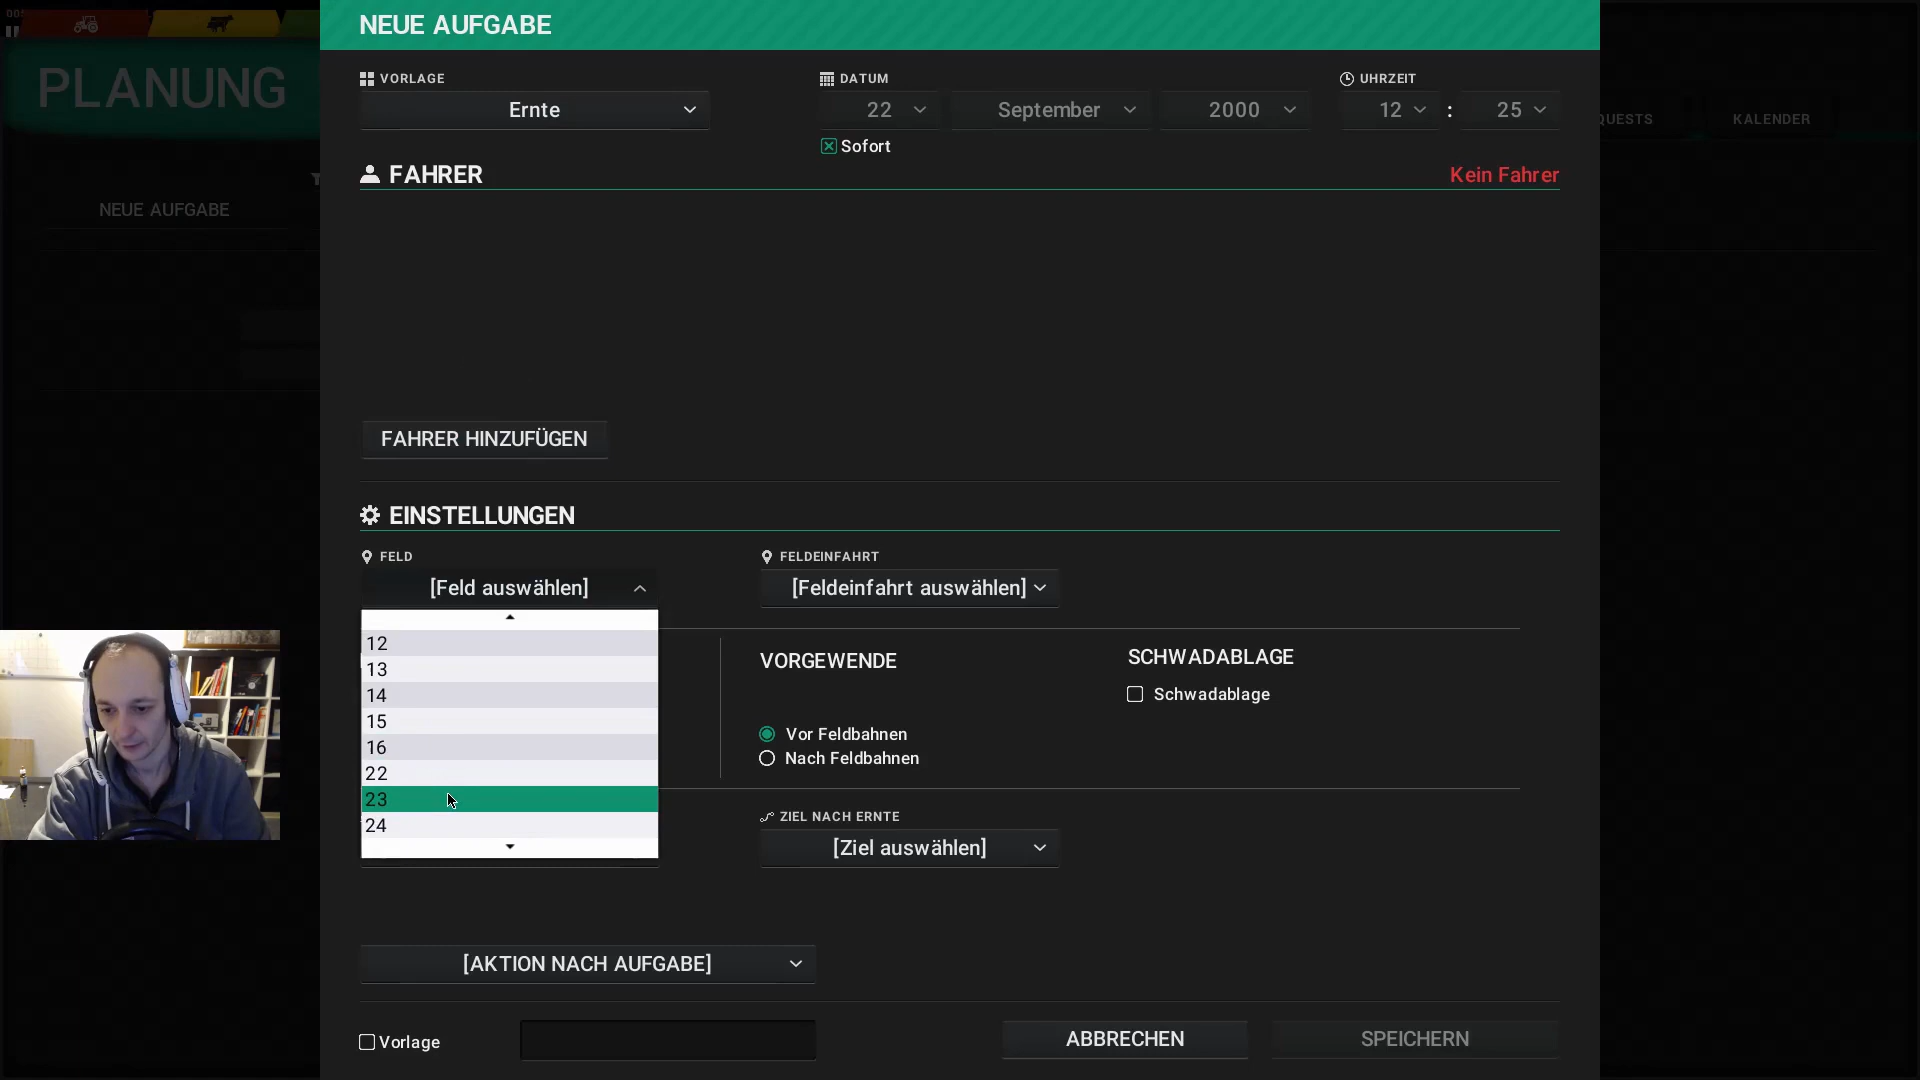 NEUE AUFGABE
PLANUNG
VORLAGE
DATUM
UHRZEIT
Ernte
22
September
2000
12 : 25
QUESTS
KALENDER
Sofort
FAHRER
Kein Fahrer
NEUE AUFGABE
FAHRER HINZUFÜGEN
EINSTELLUNGEN
FELD
FELDEINFAHRT
[Feld auswählen]
[Feldeinfahrt auswählen]
12
13
14
15
16
22
23
24
VORGEWENDE
Vor Feldbahnen
Nach Feldbahnen
SCHWADABLAGE
Schwadablage
ZIEL NACH ERNTE
[Ziel auswählen]
[AKTION NACH AUFGABE]
Vorlage
ABBRECHEN
SPEICHERN